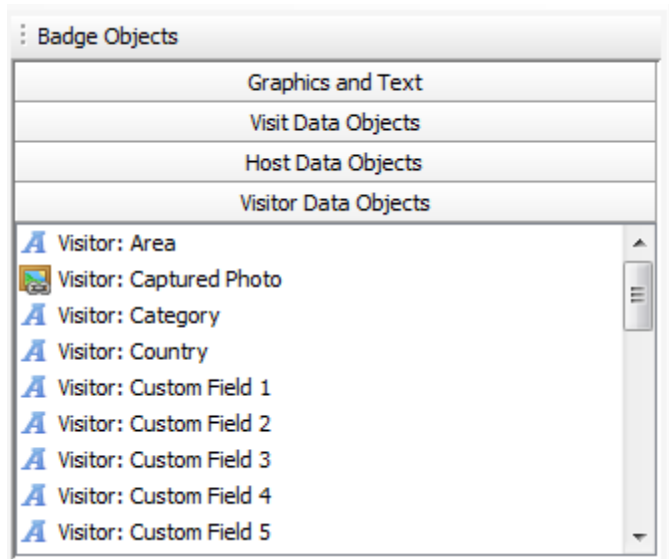 Badge Objects
Graphics and Text
Visit Data Objects
Host Data Objects
Visitor Data Objects
Visitor: Area
Visitor: Captured Photo
Visitor: Category
Visitor: Country
Visitor: Custom Field 1
Visitor: Custom Field 2
Visitor: Custom Field 3
Visitor: Custom Field 4
Visitor: Custom Field 5